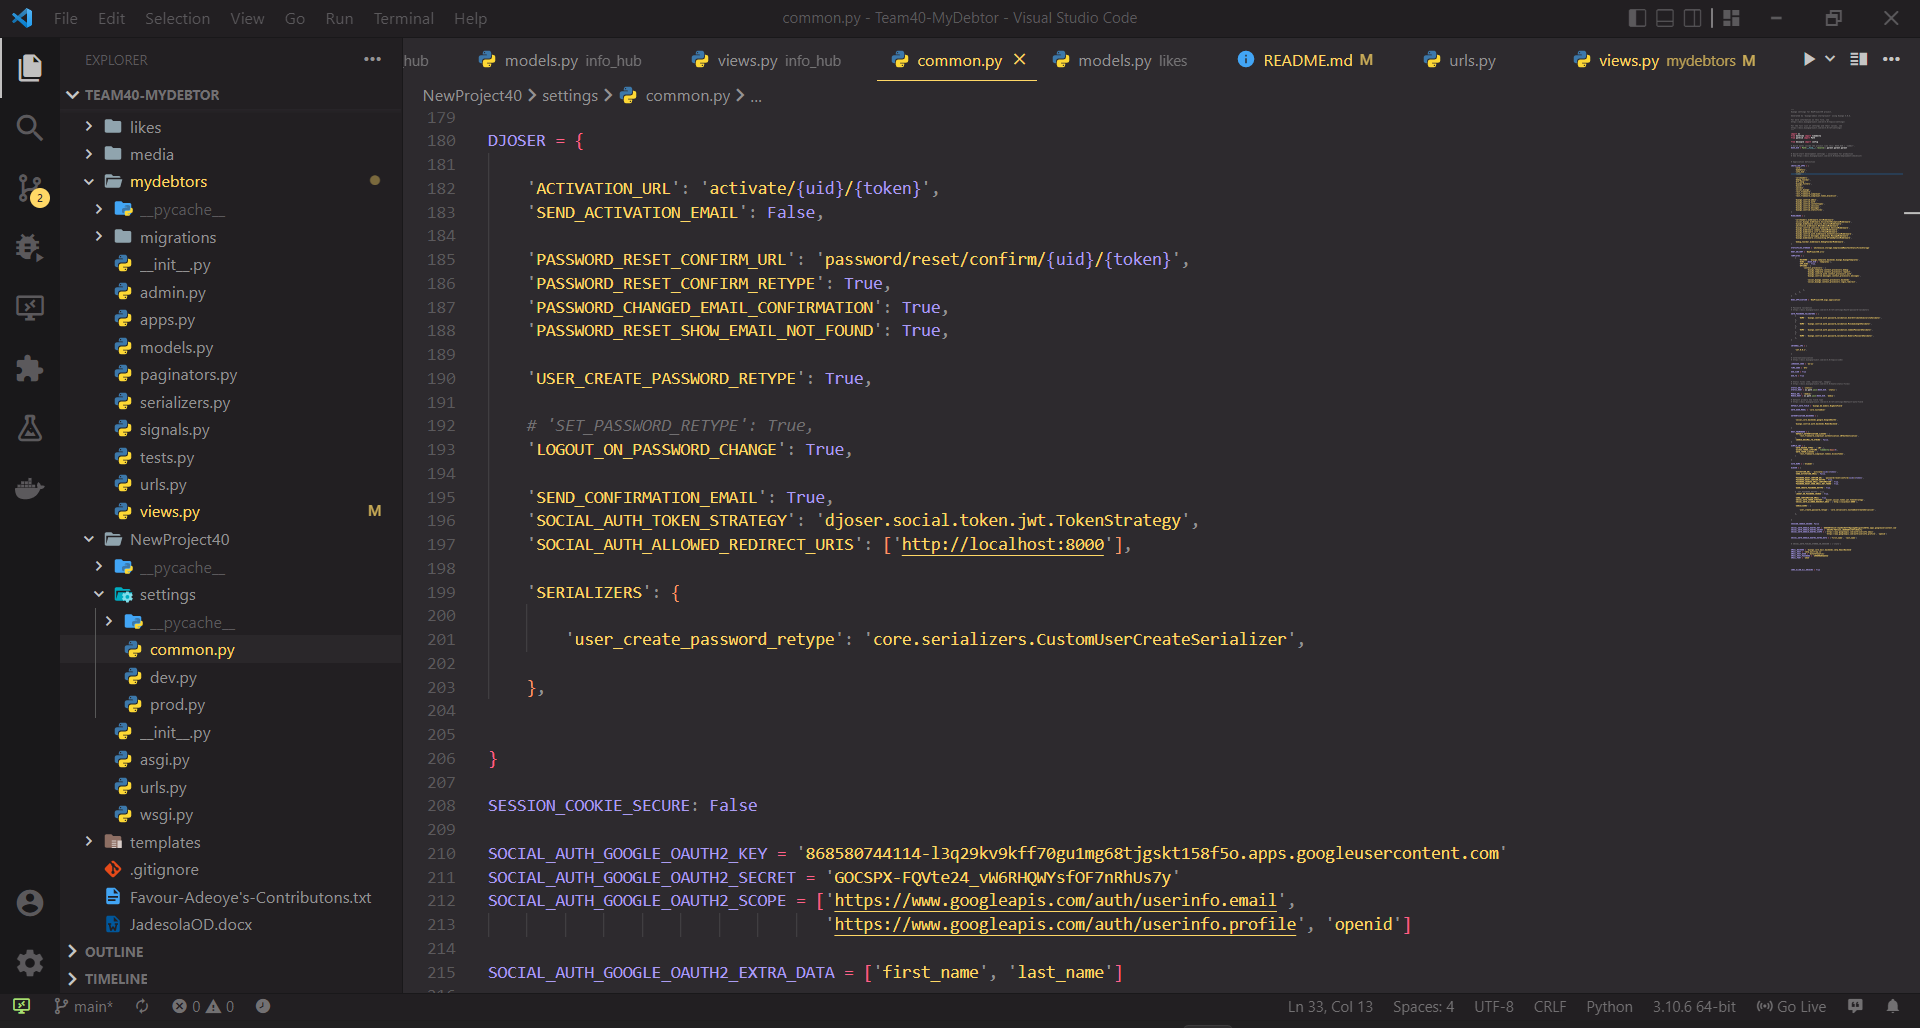 File Edit Selection View Go Run Terminal Help
common.py - Team40-MyDebtor - Visual Studio Code
EXPLORER
TEAM40-MYDEBTOR
likes
media
mydebtors
__pycache__
migrations
__init__.py
admin.py
apps.py
models.py
paginators.py
serializers.py
signals.py
tests.py
urls.py
views.py M
NewProject40
__pycache__
settings
__pycache__
common.py
dev.py
prod.py
__init__.py
asgi.py
urls.py
wsgi.py
templates
.gitignore
Favour-Adeoye's-Contributons.txt
JadesolaOD.docx
OUTLINE
TIMELINE
2
hub models.py info_hub views.py info_hub common.py models.py likes README.md M urls.py views.py mydebtors M
NewProject40 > settings > common.py > ...
179
180 DJOSER = {
181
182 'ACTIVATION_URL': 'activate/{uid}/{token}',
183 'SEND_ACTIVATION_EMAIL': False,
184
185 'PASSWORD_RESET_CONFIRM_URL': 'password/reset/confirm/{uid}/{token}',
186 'PASSWORD_RESET_CONFIRM_RETYPE': True,
187 'PASSWORD_CHANGED_EMAIL_CONFIRMATION': True,
188 'PASSWORD_RESET_SHOW_EMAIL_NOT_FOUND': True,
189
190 'USER_CREATE_PASSWORD_RETYPE': True,
191
192 # 'SET_PASSWORD_RETYPE': True,
193 'LOGOUT_ON_PASSWORD_CHANGE': True,
194
195 'SEND_CONFIRMATION_EMAIL': True,
196 'SOCIAL_AUTH_TOKEN_STRATEGY': 'djoser.social.token.jwt.TokenStrategy',
197 'SOCIAL_AUTH_ALLOWED_REDIRECT_URIS': ['http://localhost:8000'],
198
199 'SERIALIZERS': {
200
201 'user_create_password_retype': 'core.serializers.CustomUserCreateSerializer',
202
203 },
204
205
206 }
207
208 SESSION_COOKIE_SECURE: False
209
210 SOCIAL_AUTH_GOOGLE_OAUTH2_KEY = '868580744114-l3q29kv9kff70gu1mg68tjgskt158f5o.apps.googleusercontent.com'
211 SOCIAL_AUTH_GOOGLE_OAUTH2_SECRET = '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'
212 SOCIAL_AUTH_GOOGLE_OAUTH2_SCOPE = ['https://www.googleapis.com/auth/userinfo.email',
213 'https://www.googleapis.com/auth/userinfo.profile', 'openid']
214
215 SOCIAL_AUTH_GOOGLE_OAUTH2_EXTRA_DATA = ['first_name', 'last_name']
main* 0 0 Ln 33, Col 13 Spaces: 4 UTF-8 CRLF Python 3.10.6 64-bit Go Live